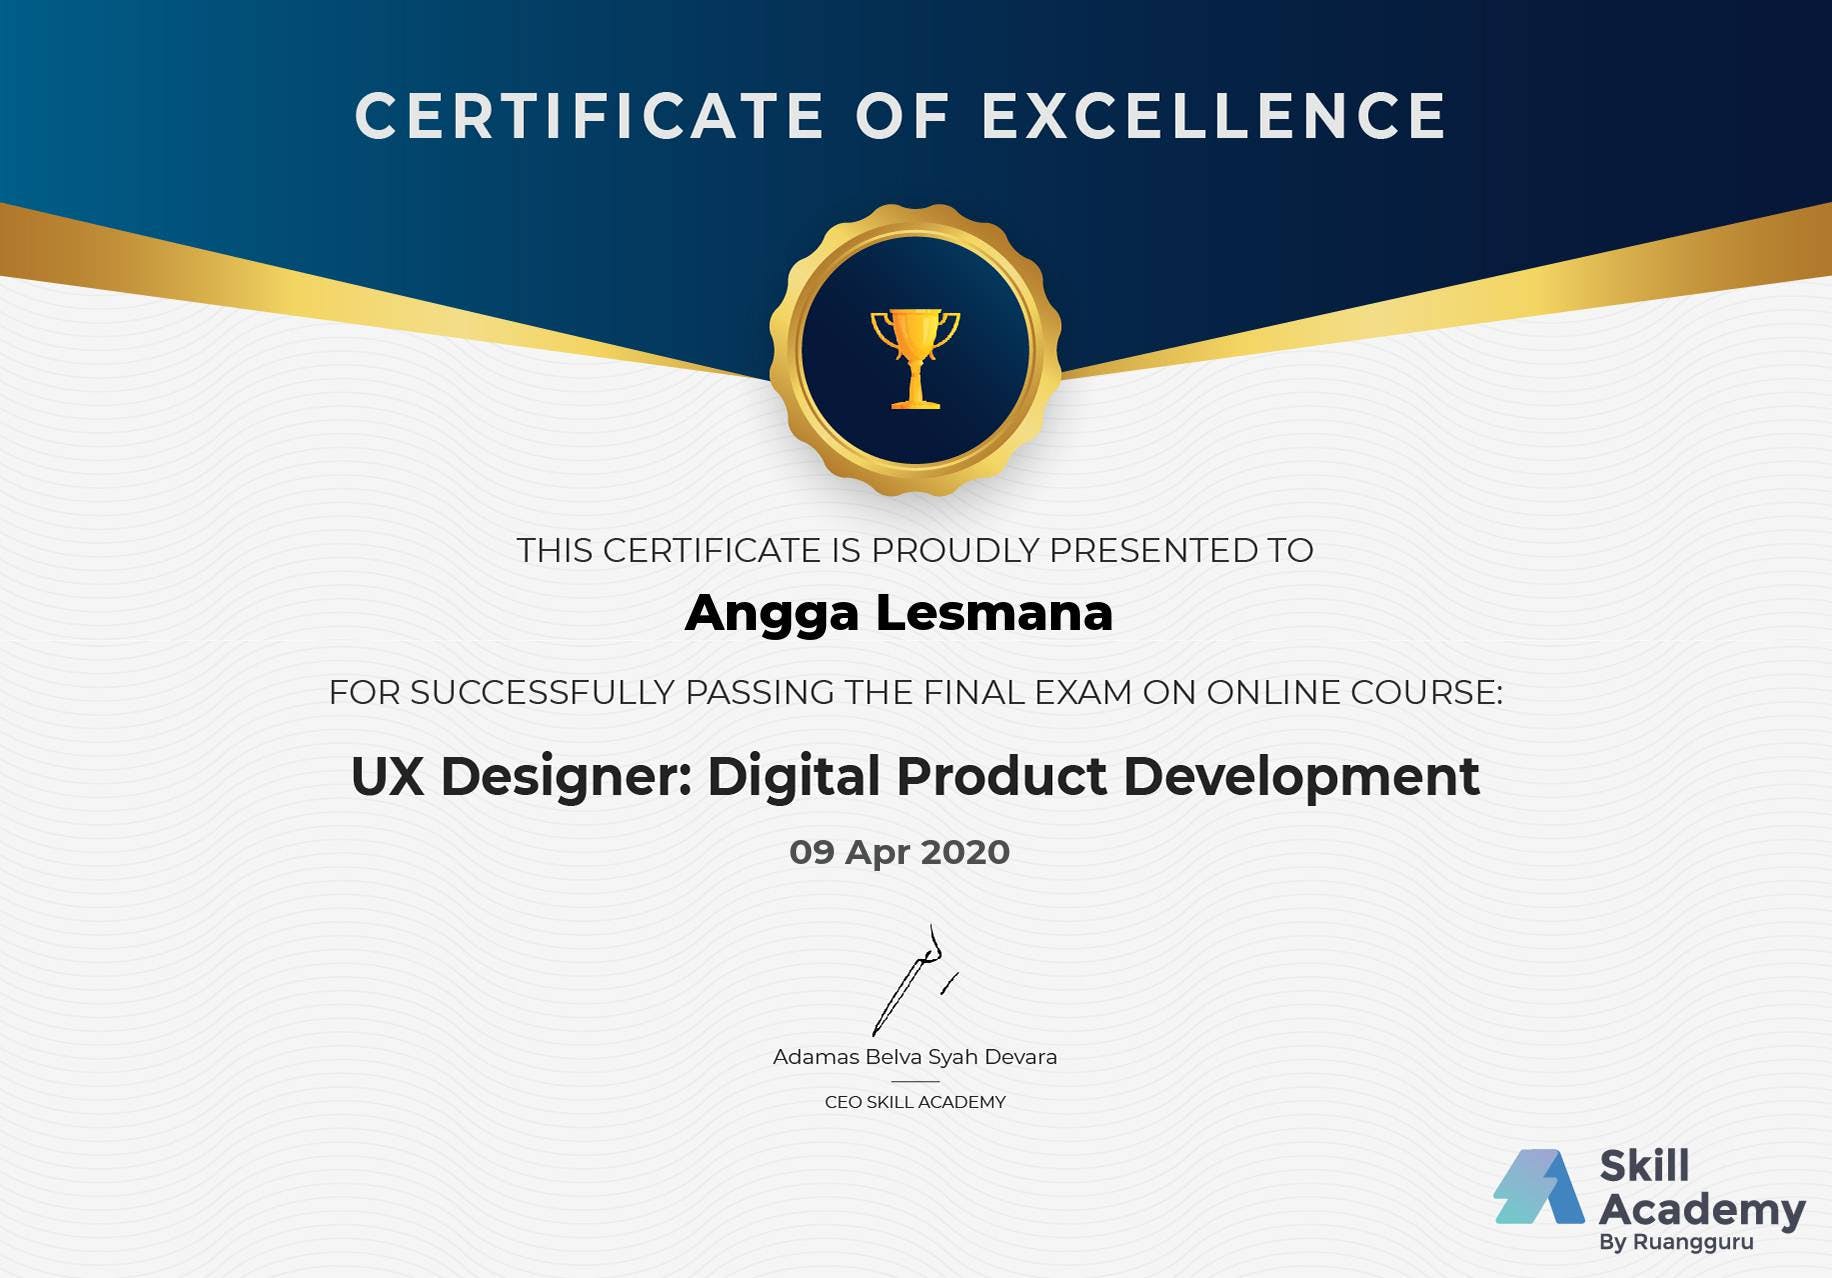 CERTIFICATE OF EXCELLENCE
THIS CERTIFICATE IS PROUDLY PRESENTED TO
Angga Lesmana
FOR SUCCESSFULLY PASSING THE FINAL EXAM ON ONLINE COURSE:
UX Designer: Digital Product Development
09 Apr 2020
Adamas Belva Syah Devara
CEO SKILL ACADEMY
Skill
Academy
By Ruangguru